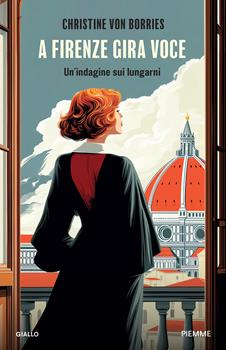 CHRISTINE VON BORRIES
A FIRENZE GIRA VOCE
Un'indagine sui lungarni
GIALLO
PIEMME